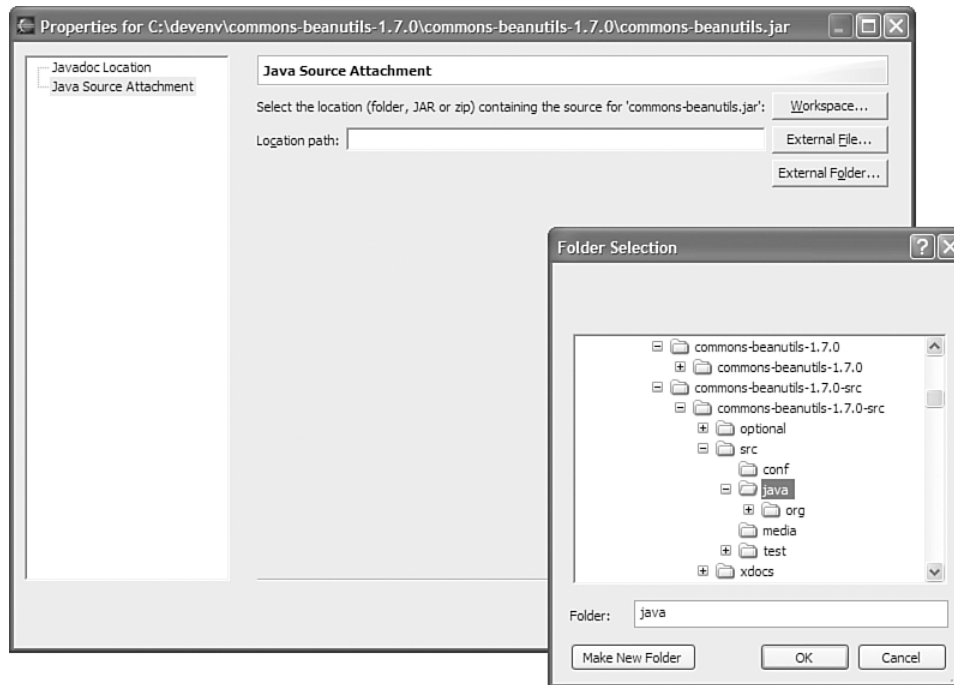 Properties for C:\devenv\commons-beanutils-1.7.0\commons-beanutils-1.7.0\commons-beanutils.jar
Javadoc Location
Java Source Attachment
Java Source Attachment
Select the location (folder, JAR or zip) containing the source for 'commons-beanutils.jar':
Workspace...
Location path:
External File...
External Folder...
Folder Selection
commons-beanutils-1.7.0
commons-beanutils-1.7.0
commons-beanutils-1.7.0-src
commons-beanutils-1.7.0-src
optional
src
conf
java
org
media
test
xdocs
Folder:
java
Make New Folder
OK
Cancel